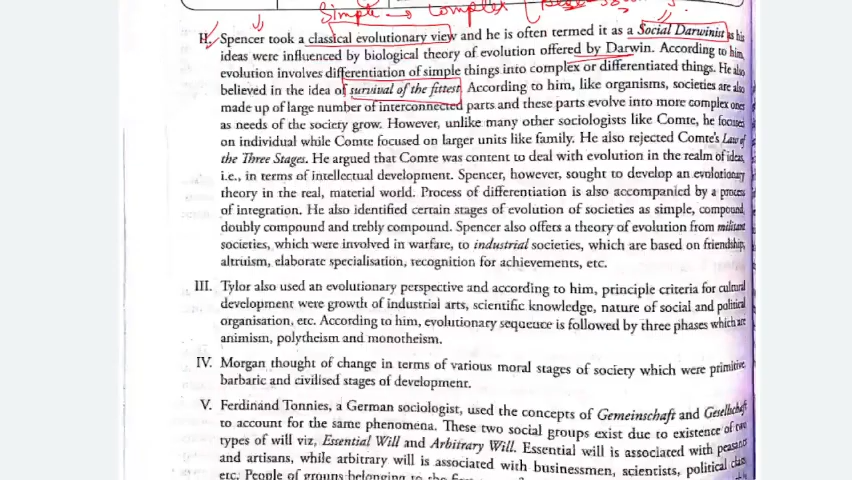 Simple → Complex (
II. Spencer took a classical evolutionary view and he is often termed it as a Social Darwinist as his
ideas were influenced by biological theory of evolution offered by Darwin. According to him,
evolution involves differentiation of simple things into complex or differentiated things. He also
believed in the idea of survival of the fittest. According to him, like organisms, societies are also
made up of large number of interconnected parts and these parts evolve into more complex ones
as needs of the society grow. However, unlike many other sociologists like Comte, he focused
on individual while Comte focused on larger units like family. He also rejected Comte's Law of
the Three Stages. He argued that Comte was content to deal with evolution in the realm of ideas,
i.e., in terms of intellectual development. Spencer, however, sought to develop an evolutionary
theory in the real, material world. Process of differentiation is also accompanied by a process
of integration. He also identified certain stages of evolution of societies as simple, compound,
doubly compound and trebly compound. Spencer also offers a theory of evolution from militant
societies, which were involved in warfare, to industrial societies, which are based on friendship,
altruism, elaborate specialisation, recognition for achievements, etc.
III. Tylor also used an evolutionary perspective and according to him, principle criteria for cultural
development were growth of industrial arts, scientific knowledge, nature of social and political
organisation, etc. According to him, evolutionary sequence is followed by three phases which are
animism, polytheism and monotheism.
IV. Morgan thought of change in terms of various moral stages of society which were primitive
barbaric and civilised stages of development.
V. Ferdinand Tonnies, a German sociologist, used the concepts of Gemeinschaft and Gesellschaft
to account for the same phenomena. These two social groups exist due to existence of two
types of will viz, Essential Will and Arbitrary Will. Essential will is associated with peasants
and artisans, while arbitrary will is associated with businessmen, scientists, political class
etc. People of groups belonging to the